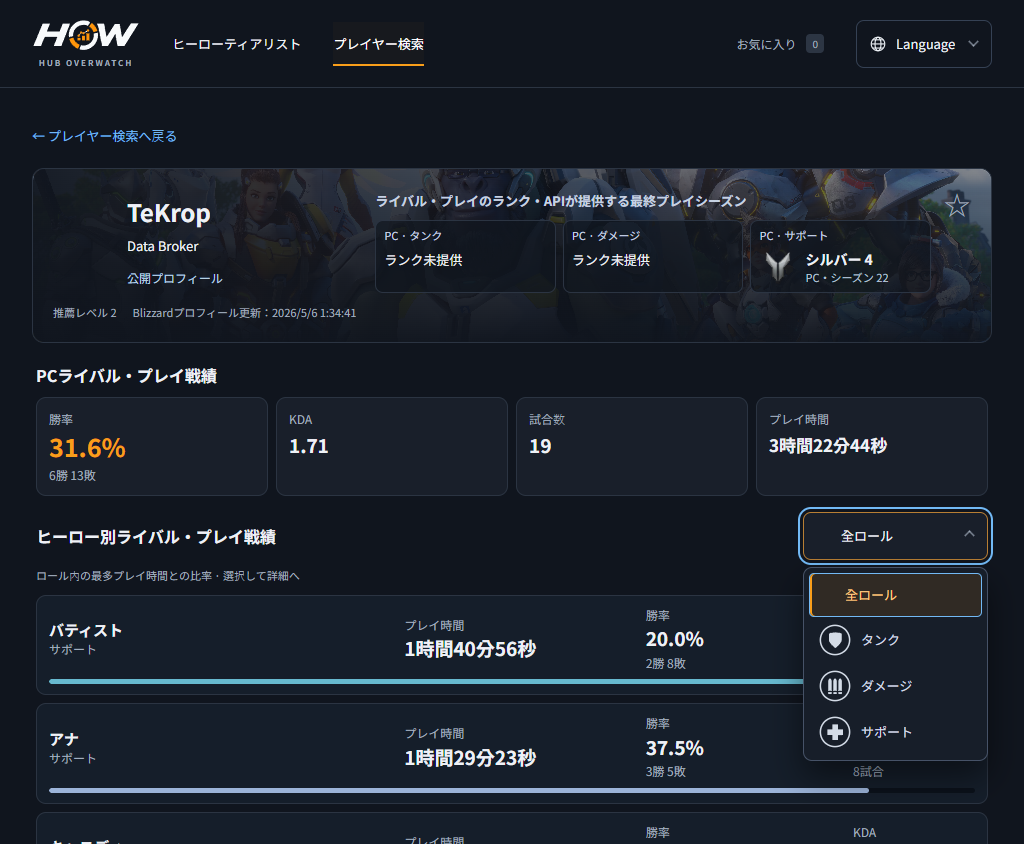 HOW
HUB OVERWATCH
ヒーローティアリスト
プレイヤー検索
お気に入り 0
Language
← プレイヤー検索へ戻る
TeKrop
Data Broker
公開プロフィール
推薦レベル 2 Blizzardプロフィール更新：2026/5/6 1:34:41
ライバル・プレイのランク・APIが提供する最終プレイシーズン
PC・タンク
ランク未提供
PC・ダメージ
ランク未提供
PC・サポート
シルバー 4
PC・シーズン 22
PCライバル・プレイ戦績
勝率
31.6%
6勝 13敗
KDA
1.71
試合数
19
プレイ時間
3時間22分44秒
ヒーロー別ライバル・プレイ戦績
全ロール
ロール内の最多プレイ時間との比率・選択して詳細へ
全ロール
タンク
ダメージ
サポート
バティスト
サポート
プレイ時間
1時間40分56秒
勝率
20.0%
2勝 8敗
アナ
サポート
プレイ時間
1時間29分23秒
勝率
37.5%
3勝 5敗
8試合
プレイ時間
勝率
KDA